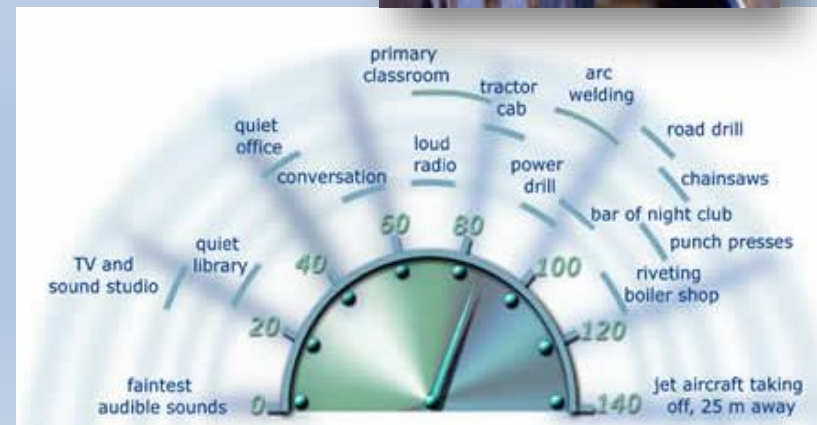 primary
classroom
tractor
cab
arc
welding
road drill
quiet
office
conversation
loud
radio
power
drill
chainsaws
bar of night club
punch presses
TV and
sound studio
quiet
library
riveting
boiler shop
0
20
40
60
80
100
120
140
faintest
audible sounds
jet aircraft taking
off, 25 m away